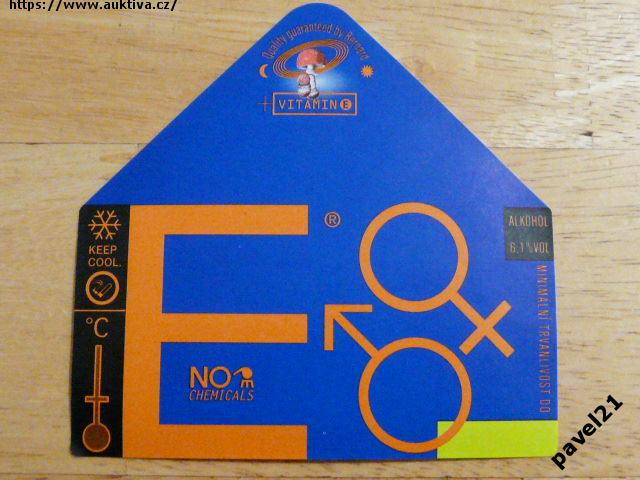 https://www.auktiva.cz/
Quality guaranteed by Bernard
+VITAMIN E
E®
KEEP
COOL.
°C
NO
CHEMICALS
ALKOHOL
6,1%VOL
MINIMÁLNÍ TRVANLIVOST DO
pavel21